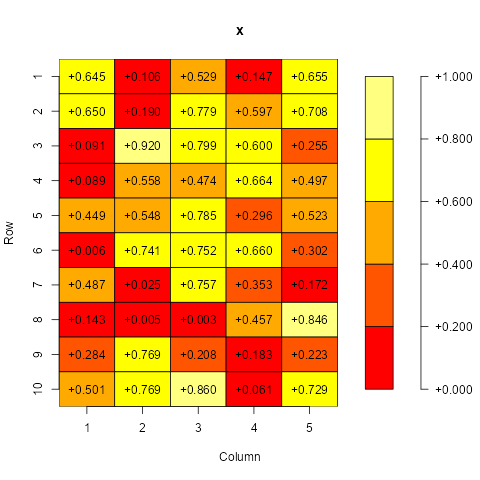 x
1 +0.645 +0.106 +0.529 +0.147 +0.655 +1.000
2 +0.650 +0.190 +0.779 +0.597 +0.708
3 +0.091 +0.920 +0.799 +0.600 +0.255 +0.800
4 +0.089 +0.558 +0.474 +0.664 +0.497
5 +0.449 +0.548 +0.785 +0.296 +0.523 +0.600
Row
6 +0.006 +0.741 +0.752 +0.660 +0.302 +0.400
7 +0.487 +0.025 +0.757 +0.353 +0.172
8 +0.143 +0.005 +0.003 +0.457 +0.846 +0.200
9 +0.284 +0.769 +0.208 +0.183 +0.223
10 +0.501 +0.769 +0.860 +0.061 +0.729 +0.000
1 2 3 4 5
Column